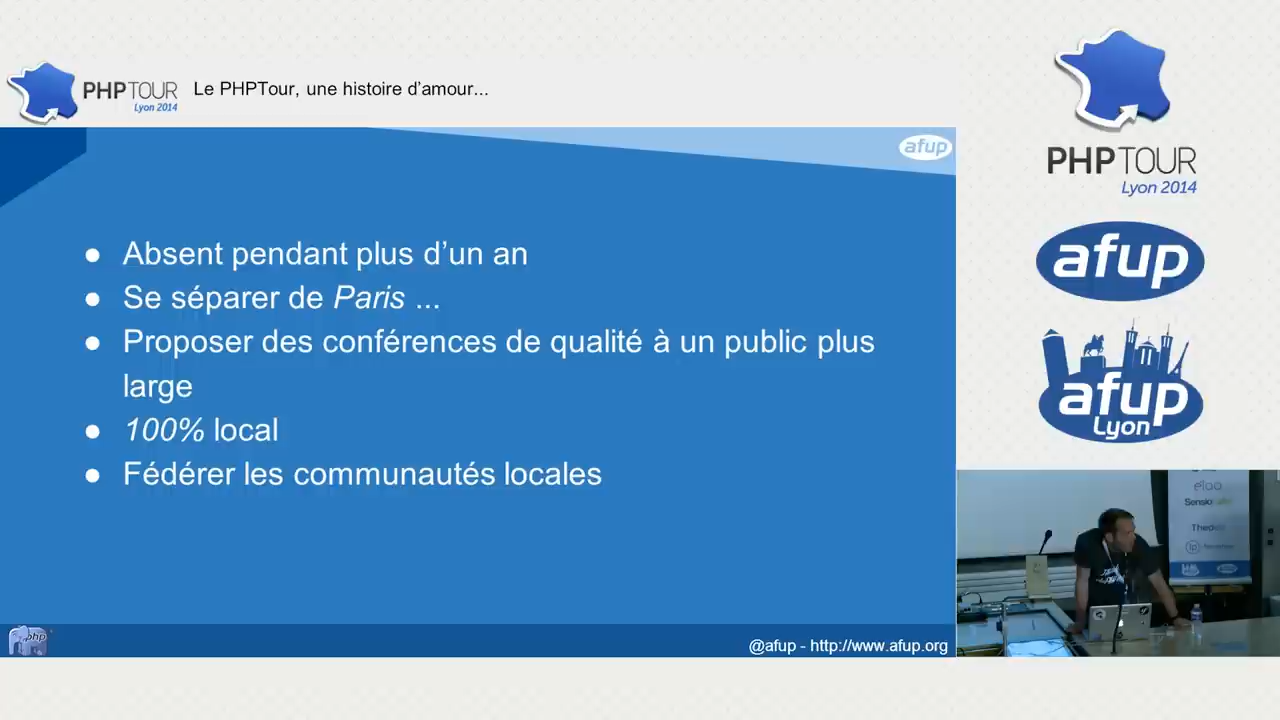 PHPTOUR
Lyon 2014
Le PHPTour, une histoire d'amour...
afup
● Absent pendant plus d'un an
● Se séparer de Paris ...
● Proposer des conférences de qualité à un public plus
large
● 100% local
● Fédérer les communautés locales
php
@afup - http://www.afup.org
PHPTOUR
Lyon 2014
afup
afup
Lyon
elao